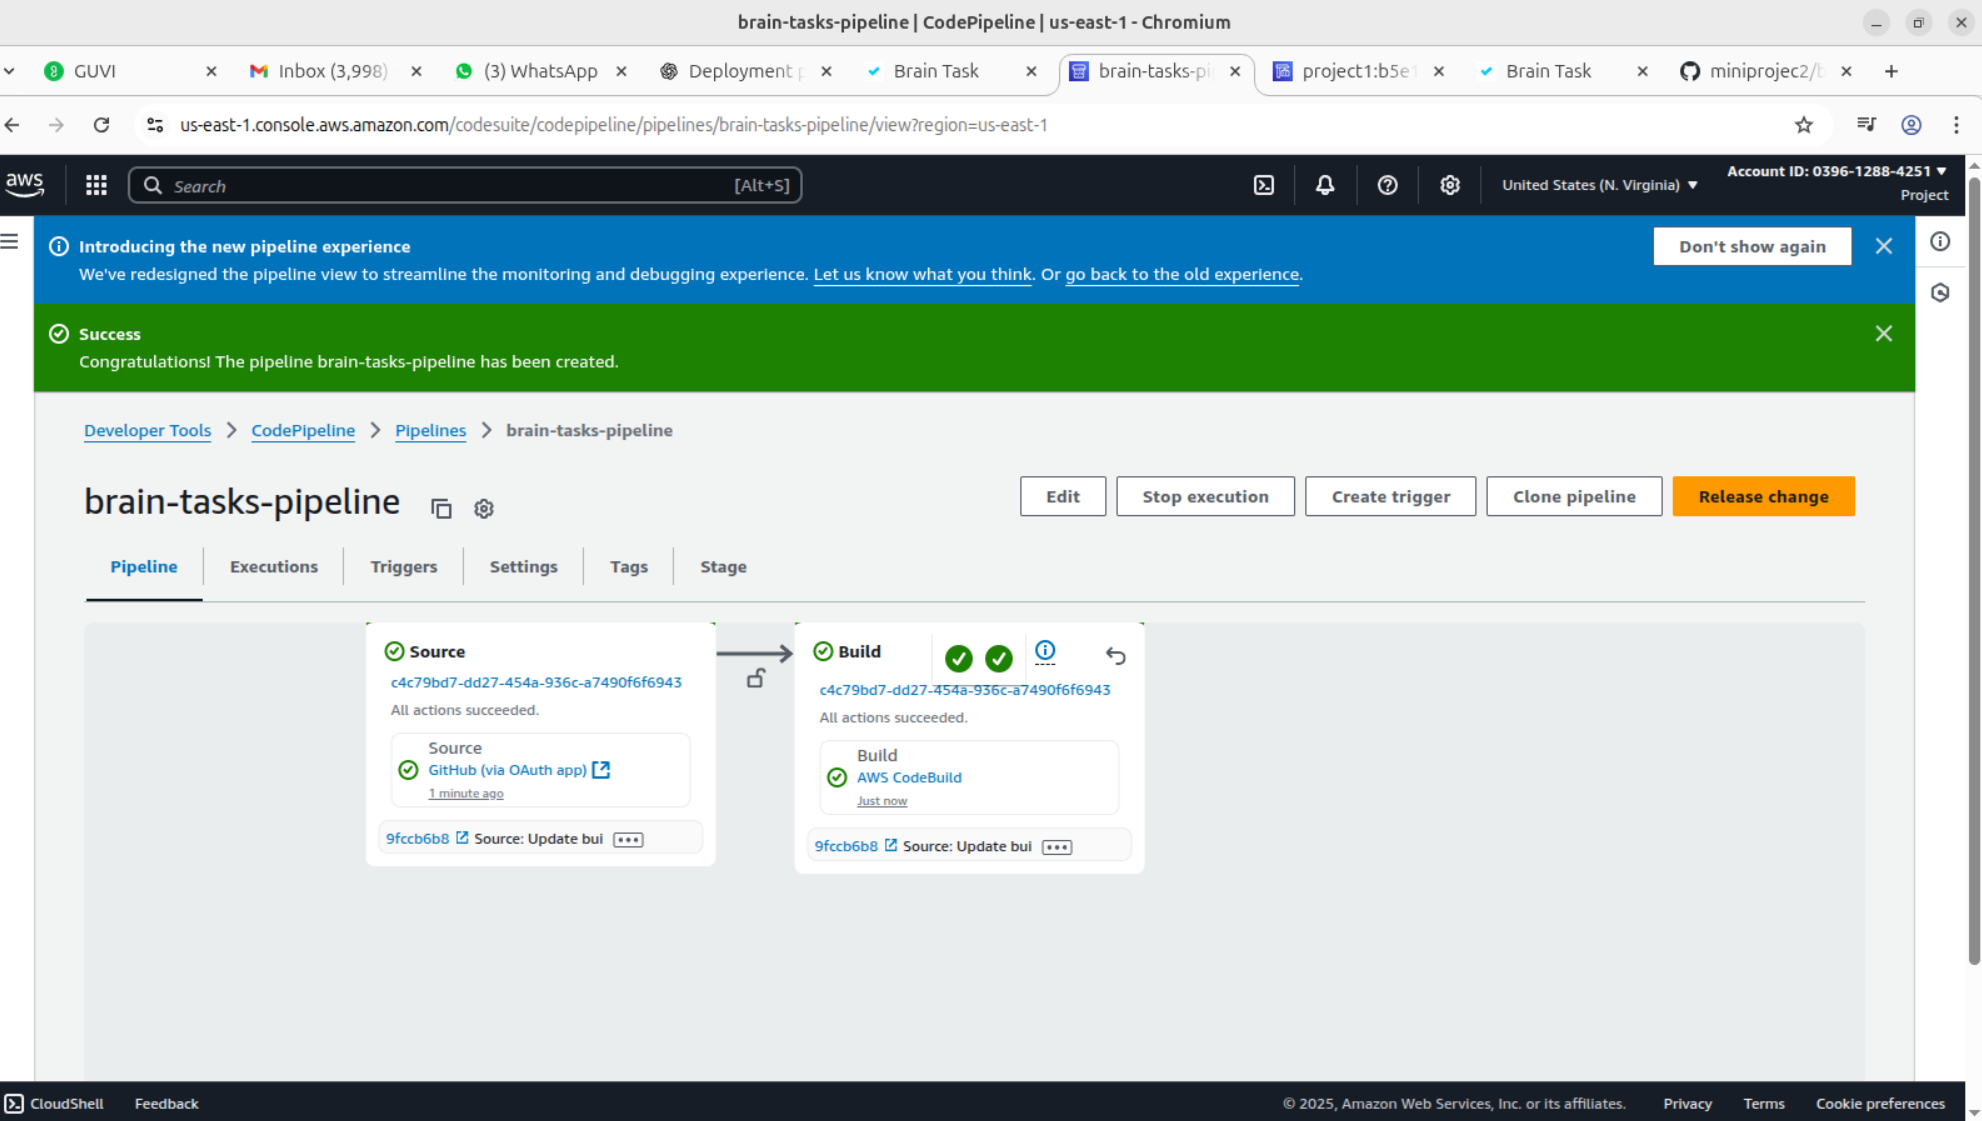 brain-tasks-pipeline | CodePipeline | us-east-1 - Chromium
GUVI
Inbox (3,998)
(3) WhatsApp
Deployment p
Brain Task
brain-tasks-pi
project1:b5e1
Brain Task
miniprojec2/b
us-east-1.console.aws.amazon.com/codesuite/codepipeline/pipelines/brain-tasks-pipeline/view?region=us-east-1
aws
Search
[Alt+S]
United States (N. Virginia)
Account ID: 0396-1288-4251
Project
Introducing the new pipeline experience
We've redesigned the pipeline view to streamline the monitoring and debugging experience. Let us know what you think. Or go back to the old experience.
Don't show again
Success
Congratulations! The pipeline brain-tasks-pipeline has been created.
Developer Tools
CodePipeline
Pipelines
brain-tasks-pipeline
brain-tasks-pipeline
Edit
Stop execution
Create trigger
Clone pipeline
Release change
Pipeline
Executions
Triggers
Settings
Tags
Stage
Source
c4c79bd7-dd27-454a-936c-a7490f6f6943
All actions succeeded.
Source
GitHub (via OAuth app)
1 minute ago
9fccb6b8 Source: Update bui
Build
c4c79bd7-dd27-454a-936c-a7490f6f6943
All actions succeeded.
Build
AWS CodeBuild
Just now
9fccb6b8 Source: Update bui
CloudShell
Feedback
© 2025, Amazon Web Services, Inc. or its affiliates.
Privacy
Terms
Cookie preferences